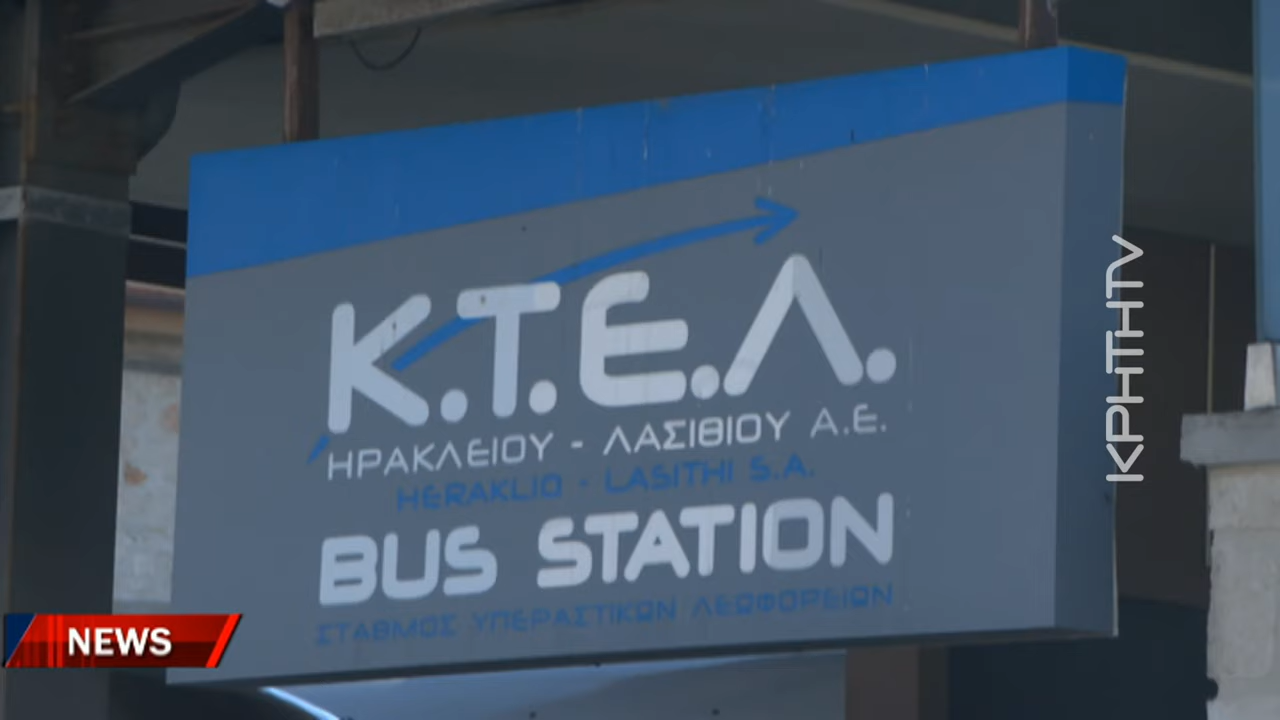 Κ.Τ.Ε.Λ.
ΗΡΑΚΛΕΙΟΥ - ΛΑΣΙΘΙΟΥ Α.Ε.
HERAKLIO - LASITHI S.A.
BUS STATION
ΣΤΑΘΜΟΣ ΥΠΕΡΑΣΤΙΚΩΝ ΛΕΩΦΟΡΕΙΩΝ
ΚΡΗΤΗTV
NEWS